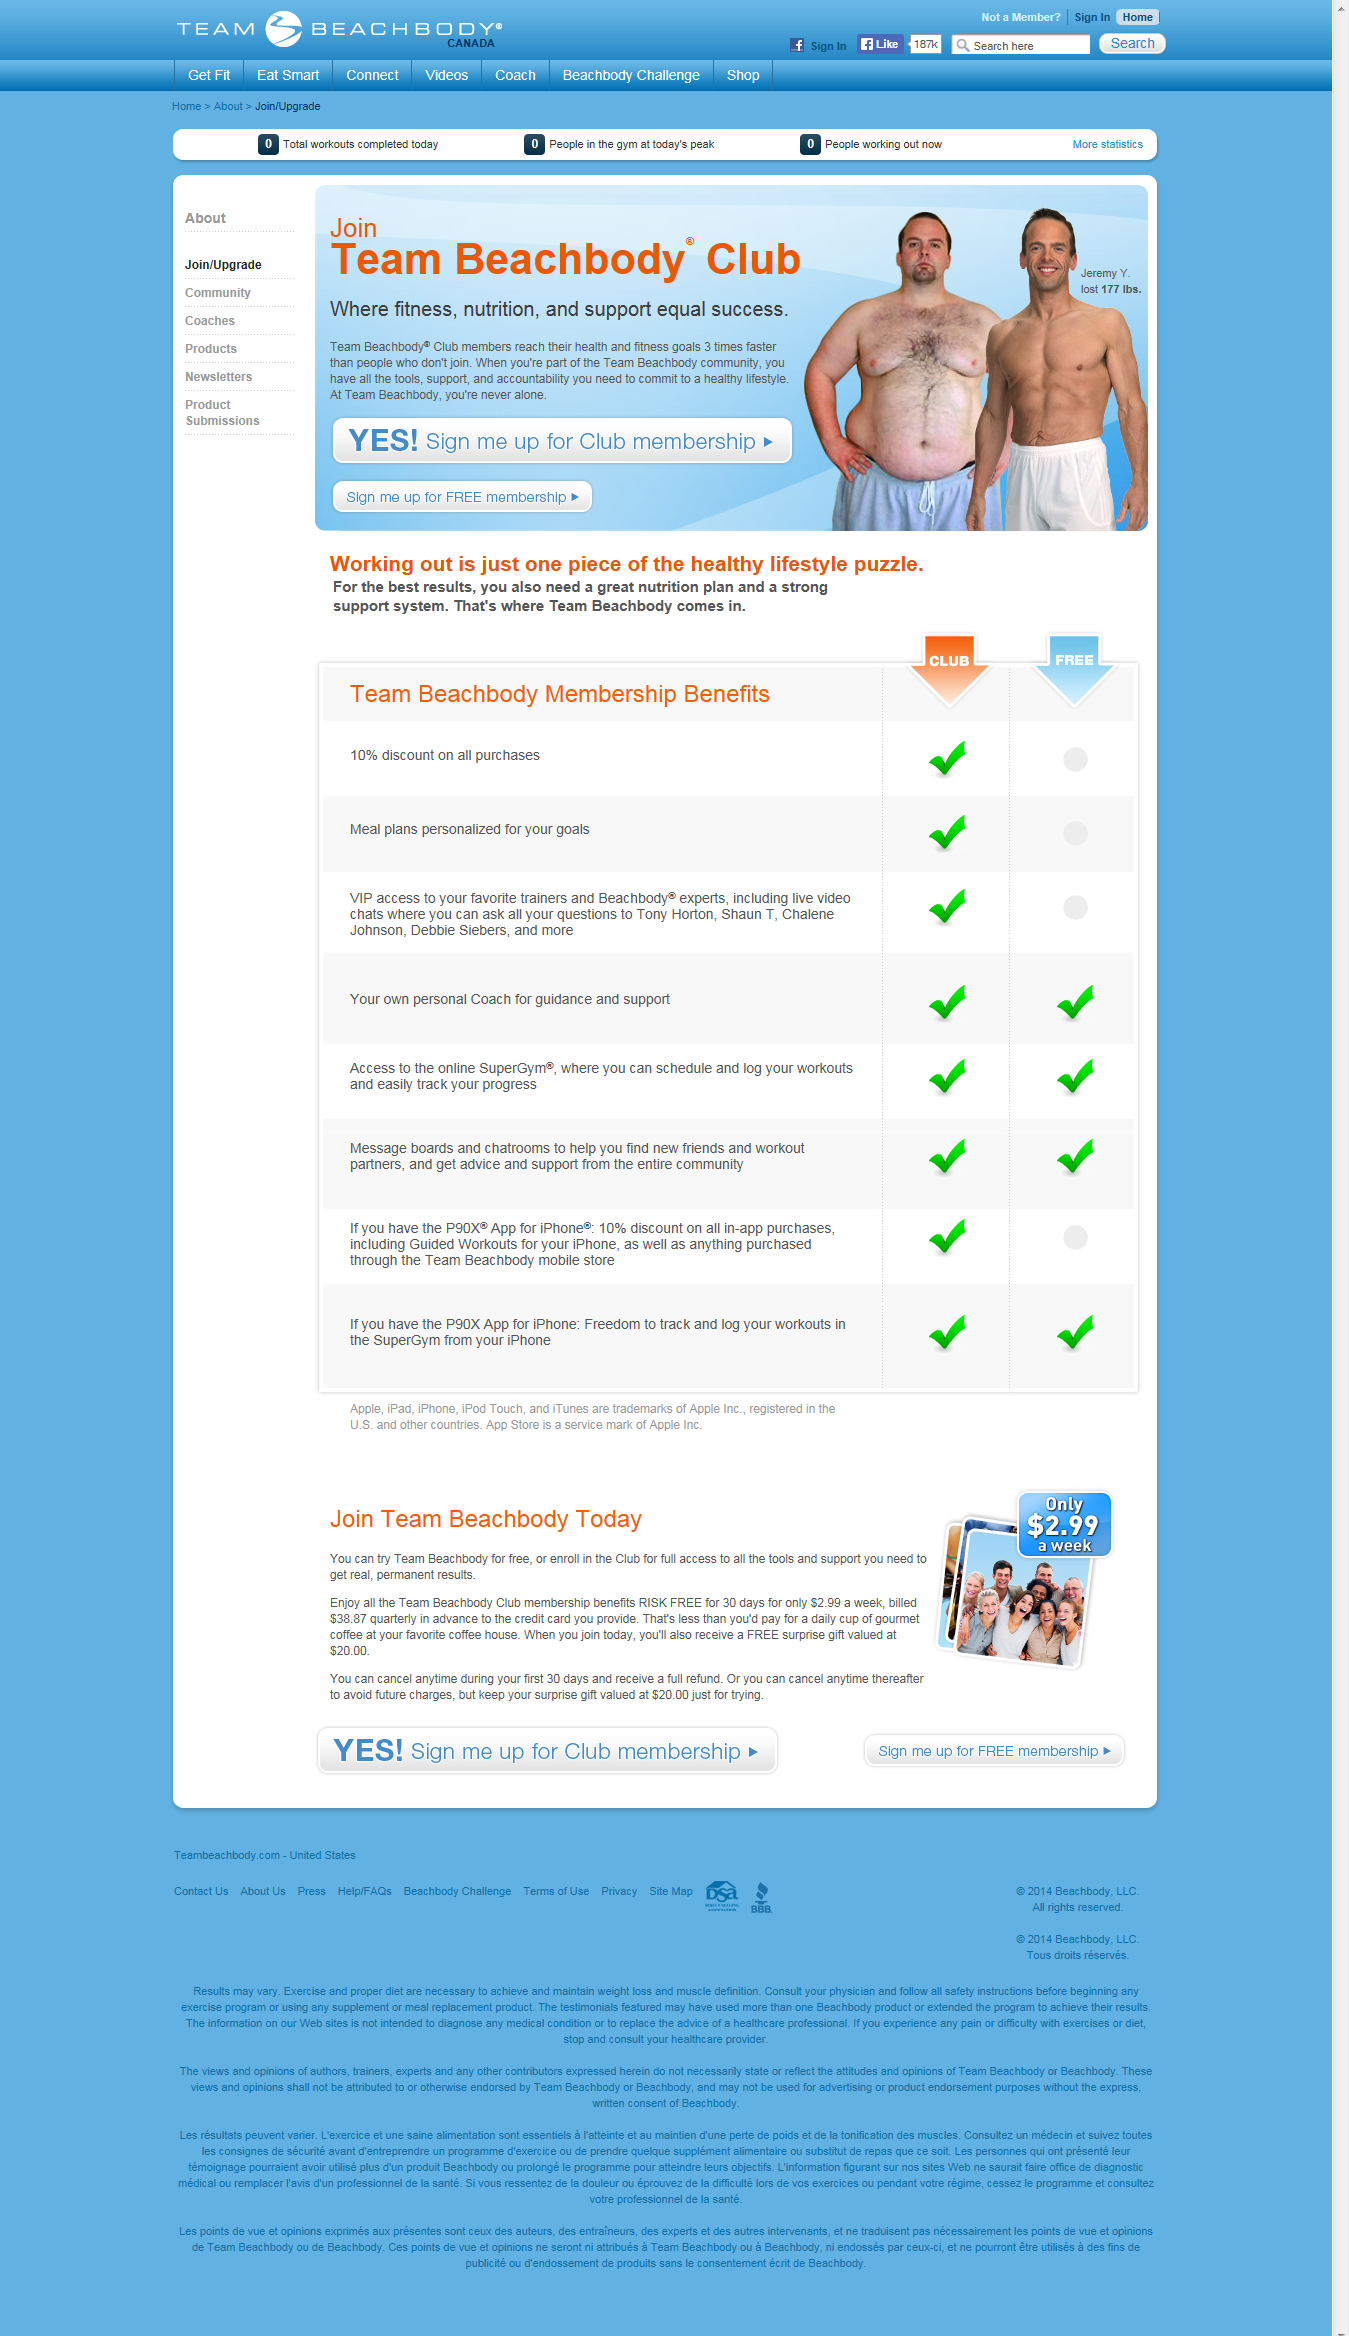 TEAM BEACHBODY®
CANADA
Not a Member? Sign In Home
Sign In Like 187k Search here Search
Get Fit Eat Smart Connect Videos Coach Beachbody Challenge Shop
Home > About > Join/Upgrade
0 Total workouts completed today 0 People in the gym at today's peak 0 People working out now More statistics
About
Join/Upgrade
Community
Coaches
Products
Newsletters
Product
Submissions
Join
Team Beachbody® Club
Where fitness, nutrition, and support equal success.
Team Beachbody® Club members reach their health and fitness goals 3 times faster
than people who don't join. When you're part of the Team Beachbody community, you
have all the tools, support, and accountability you need to commit to a healthy lifestyle.
At Team Beachbody, you're never alone.
YES! Sign me up for Club membership
Sign me up for FREE membership
Jeremy Y.
lost 177 lbs.
Working out is just one piece of the healthy lifestyle puzzle.
For the best results, you also need a great nutrition plan and a strong
support system. That's where Team Beachbody comes in.
CLUB FREE
Team Beachbody Membership Benefits
10% discount on all purchases
Meal plans personalized for your goals
VIP access to your favorite trainers and Beachbody® experts, including live video
chats where you can ask all your questions to Tony Horton, Shaun T, Chalene
Johnson, Debbie Siebers, and more
Your own personal Coach for guidance and support
Access to the online SuperGym®, where you can schedule and log your workouts
and easily track your progress
Message boards and chatrooms to help you find new friends and workout
partners, and get advice and support from the entire community
If you have the P90X® App for iPhone®: 10% discount on all in-app purchases,
including Guided Workouts for your iPhone, as well as anything purchased
through the Team Beachbody mobile store
If you have the P90X App for iPhone: Freedom to track and log your workouts in
the SuperGym from your iPhone
Apple, iPad, iPhone, iPod Touch, and iTunes are trademarks of Apple Inc., registered in the
U.S. and other countries. App Store is a service mark of Apple Inc.
Join Team Beachbody Today
You can try Team Beachbody for free, or enroll in the Club for full access to all the tools and support you need to
get real, permanent results.
Enjoy all the Team Beachbody Club membership benefits RISK FREE for 30 days for only $2.99 a week, billed
$38.87 quarterly in advance to the credit card you provide. That's less than you'd pay for a daily cup of gourmet
coffee at your favorite coffee house. When you join today, you'll also receive a FREE surprise gift valued at
$20.00.
You can cancel anytime during your first 30 days and receive a full refund. Or you can cancel anytime thereafter
to avoid future charges, but keep your surprise gift valued at $20.00 just for trying.
Only
$2.99
a week
YES! Sign me up for Club membership
Sign me up for FREE membership
Teambeachbody.com - United States
Contact Us About Us Press Help/FAQs Beachbody Challenge Terms of Use Privacy Site Map DSA BBB
DIRECT SELLING
ASSOCIATION
© 2014 Beachbody, LLC.
All rights reserved.
© 2014 Beachbody, LLC.
Tous droits réservés.
Results may vary. Exercise and proper diet are necessary to achieve and maintain weight loss and muscle definition. Consult your physician and follow all safety instructions before beginning any
exercise program or using any supplement or meal replacement product. The testimonials featured may have used more than one Beachbody product or extended the program to achieve their results.
The information on our Web sites is not intended to diagnose any medical condition or to replace the advice of a healthcare professional. If you experience any pain or difficulty with exercises or diet,
stop and consult your healthcare provider.
The views and opinions of authors, trainers, experts and any other contributors expressed herein do not necessarily state or reflect the attitudes and opinions of Team Beachbody or Beachbody. These
views and opinions shall not be attributed to or otherwise endorsed by Team Beachbody or Beachbody, and may not be used for advertising or product endorsement purposes without the express,
written consent of Beachbody.
Les résultats peuvent varier. L'exercice et une saine alimentation sont essentiels à l'atteinte et au maintien d'une perte de poids et de la tonification des muscles. Consultez un médecin et suivez toutes
les consignes de sécurité avant d'entreprendre un programme d'exercice ou de prendre quelque supplément alimentaire ou substitut de repas que ce soit. Les personnes qui ont présenté leur
témoignage pourraient avoir utilisé plus d'un produit Beachbody ou prolongé le programme pour atteindre leurs objectifs. L'information figurant sur nos sites Web ne saurait faire office de diagnostic
médical ou remplacer l'avis d'un professionnel de la santé. Si vous ressentez de la douleur ou éprouvez de la difficulté lors de vos exercices ou pendant votre régime, cessez le programme et consultez
votre professionnel de la santé.
Les points de vue et opinions exprimés aux présentes sont ceux des auteurs, des entraîneurs, des experts et des autres intervenants, et ne traduisent pas nécessairement les points de vue et opinions
de Team Beachbody ou de Beachbody. Ces points de vue et opinions ne seront ni attribués à Team Beachbody ou à Beachbody, ni endossés par ceux-ci, et ne pourront être utilisés à des fins de
publicité ou d'endossement de produits sans le consentement écrit de Beachbody.